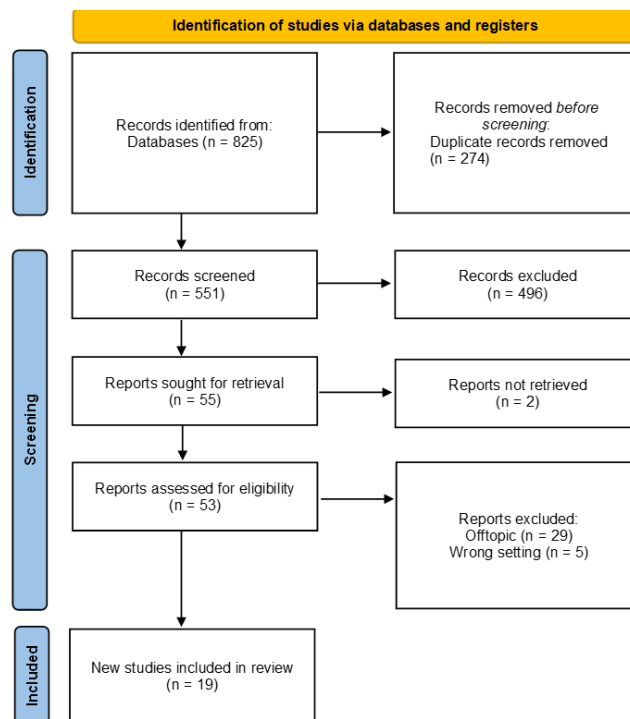 Identification of studies via databases and registers
Identification
Records identified from:
Databases (n = 825)
Records removed before
screening:
Duplicate records removed
(n = 274)
Screening
Records screened
(n = 551)
Records excluded
(n = 496)
Reports sought for retrieval
(n = 55)
Reports not retrieved
(n = 2)
Reports assessed for eligibility
(n = 53)
Reports excluded:
Offtopic (n = 29)
Wrong setting (n = 5)
Included
New studies included in review
(n = 19)